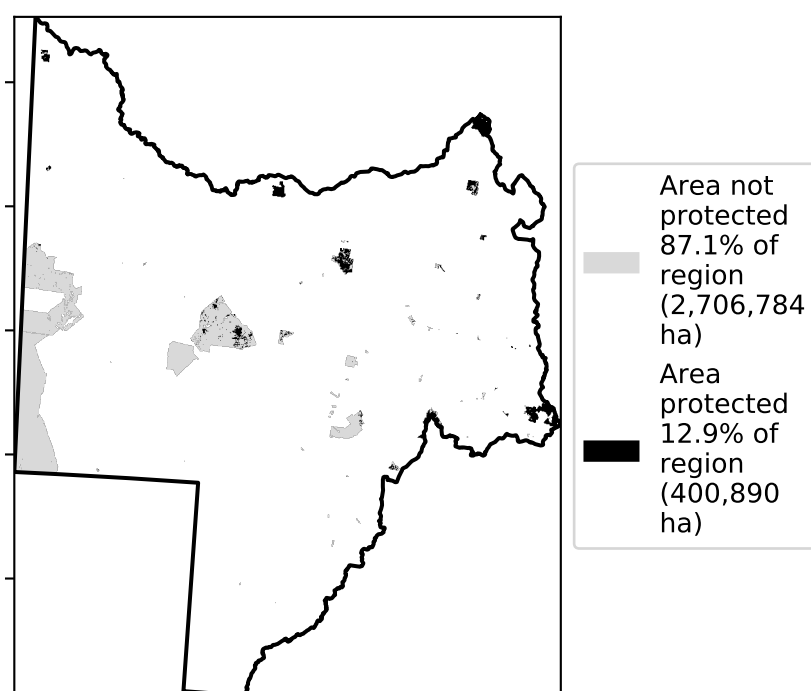 Area not
protected
87.1% of
region
(2,706,784
ha)
Area
protected
12.9% of
region
(400,890
ha)